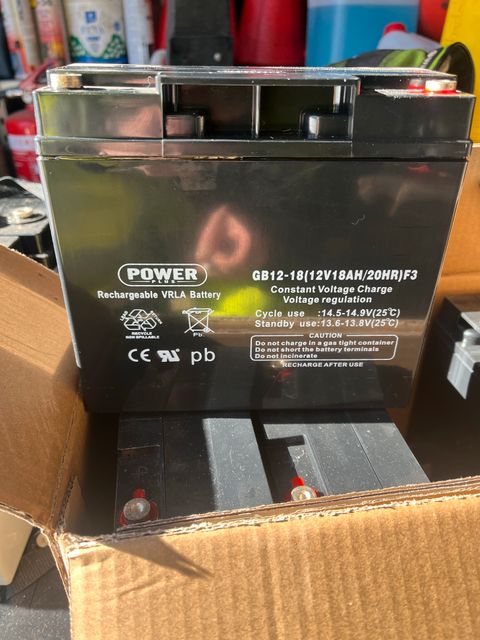 POWER
PLUS
Rechargeable VRLA Battery
GB12-18(12V18AH/20HR)F3
Constant Voltage Charge
Voltage regulation
Cycle use :14.5-14.9V(25℃)
Standby use:13.6-13.8V(25℃)
CAUTION
Do not charge in a gas tight container
Do not short the battery terminals
Do not incinerate
RECHARGE AFTER USE
RECYCLE
NON SPILLABLE
Pb
CE RU pb